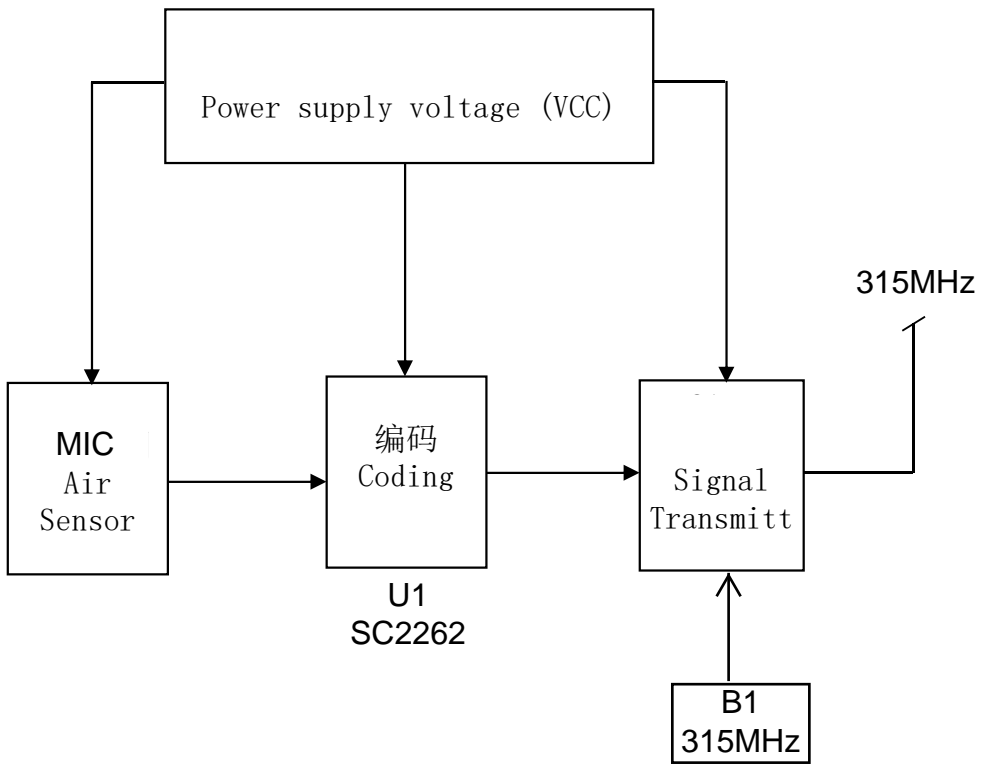 Power supply voltage (VCC)
315MHz
MIC
Air
Sensor
编码
Coding
Signal
Transmitt
U1
SC2262
B1
315MHz